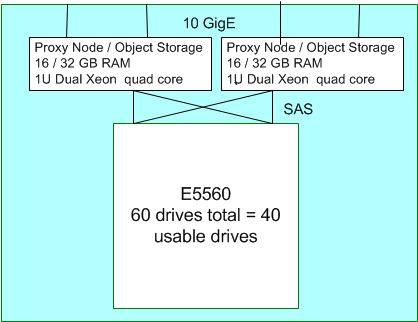 10 GigE
Proxy Node / Object Storage
16 / 32 GB RAM
1U Dual Xeon quad core
Proxy Node / Object Storage
16 / 32 GB RAM
1U Dual Xeon quad core
SAS
E5560
60 drives total = 40
usable drives